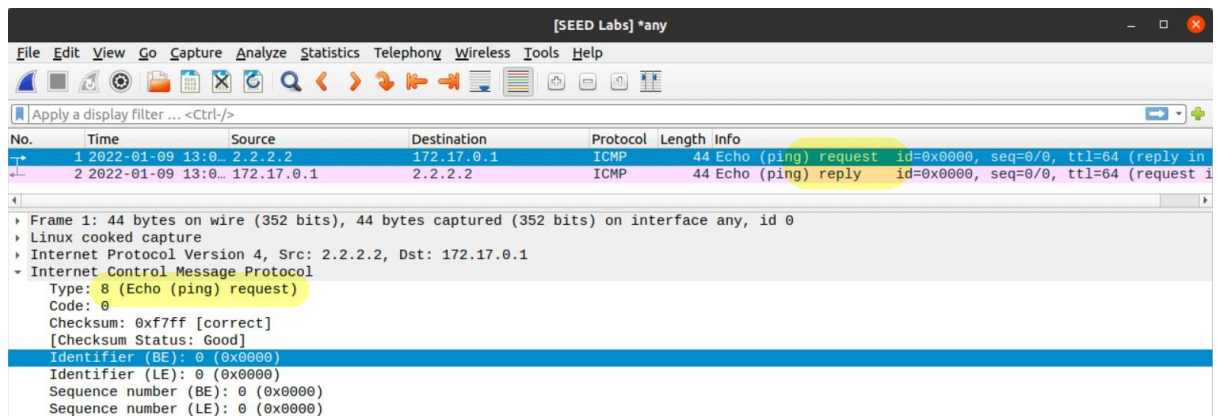 [SEED Labs] *any
File Edit View Go Capture Analyze Statistics Telephony Wireless Tools Help
Apply a display filter ... <Ctrl-/>
No. Time Source Destination Protocol Length Info
1 2022-01-09 13:0… 2.2.2.2 172.17.0.1 ICMP 44 Echo (ping) request id=0x0000, seq=0/0, ttl=64 (reply in
2 2022-01-09 13:0… 172.17.0.1 2.2.2.2 ICMP 44 Echo (ping) reply id=0x0000, seq=0/0, ttl=64 (request i
Frame 1: 44 bytes on wire (352 bits), 44 bytes captured (352 bits) on interface any, id 0
Linux cooked capture
Internet Protocol Version 4, Src: 2.2.2.2, Dst: 172.17.0.1
Internet Control Message Protocol
Type: 8 (Echo (ping) request)
Code: 0
Checksum: 0xf7ff [correct]
[Checksum Status: Good]
Identifier (BE): 0 (0x0000)
Identifier (LE): 0 (0x0000)
Sequence number (BE): 0 (0x0000)
Sequence number (LE): 0 (0x0000)